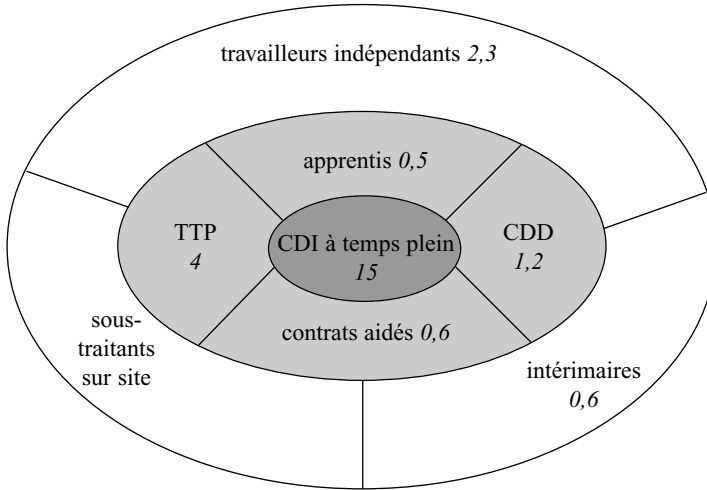 travailleurs indépendants 2,3
apprentis 0,5
TTP
4
CDI à temps plein
15
CDD
1,2
contrats aidés 0,6
sous-
traitants
sur site
intérimaires
0,6